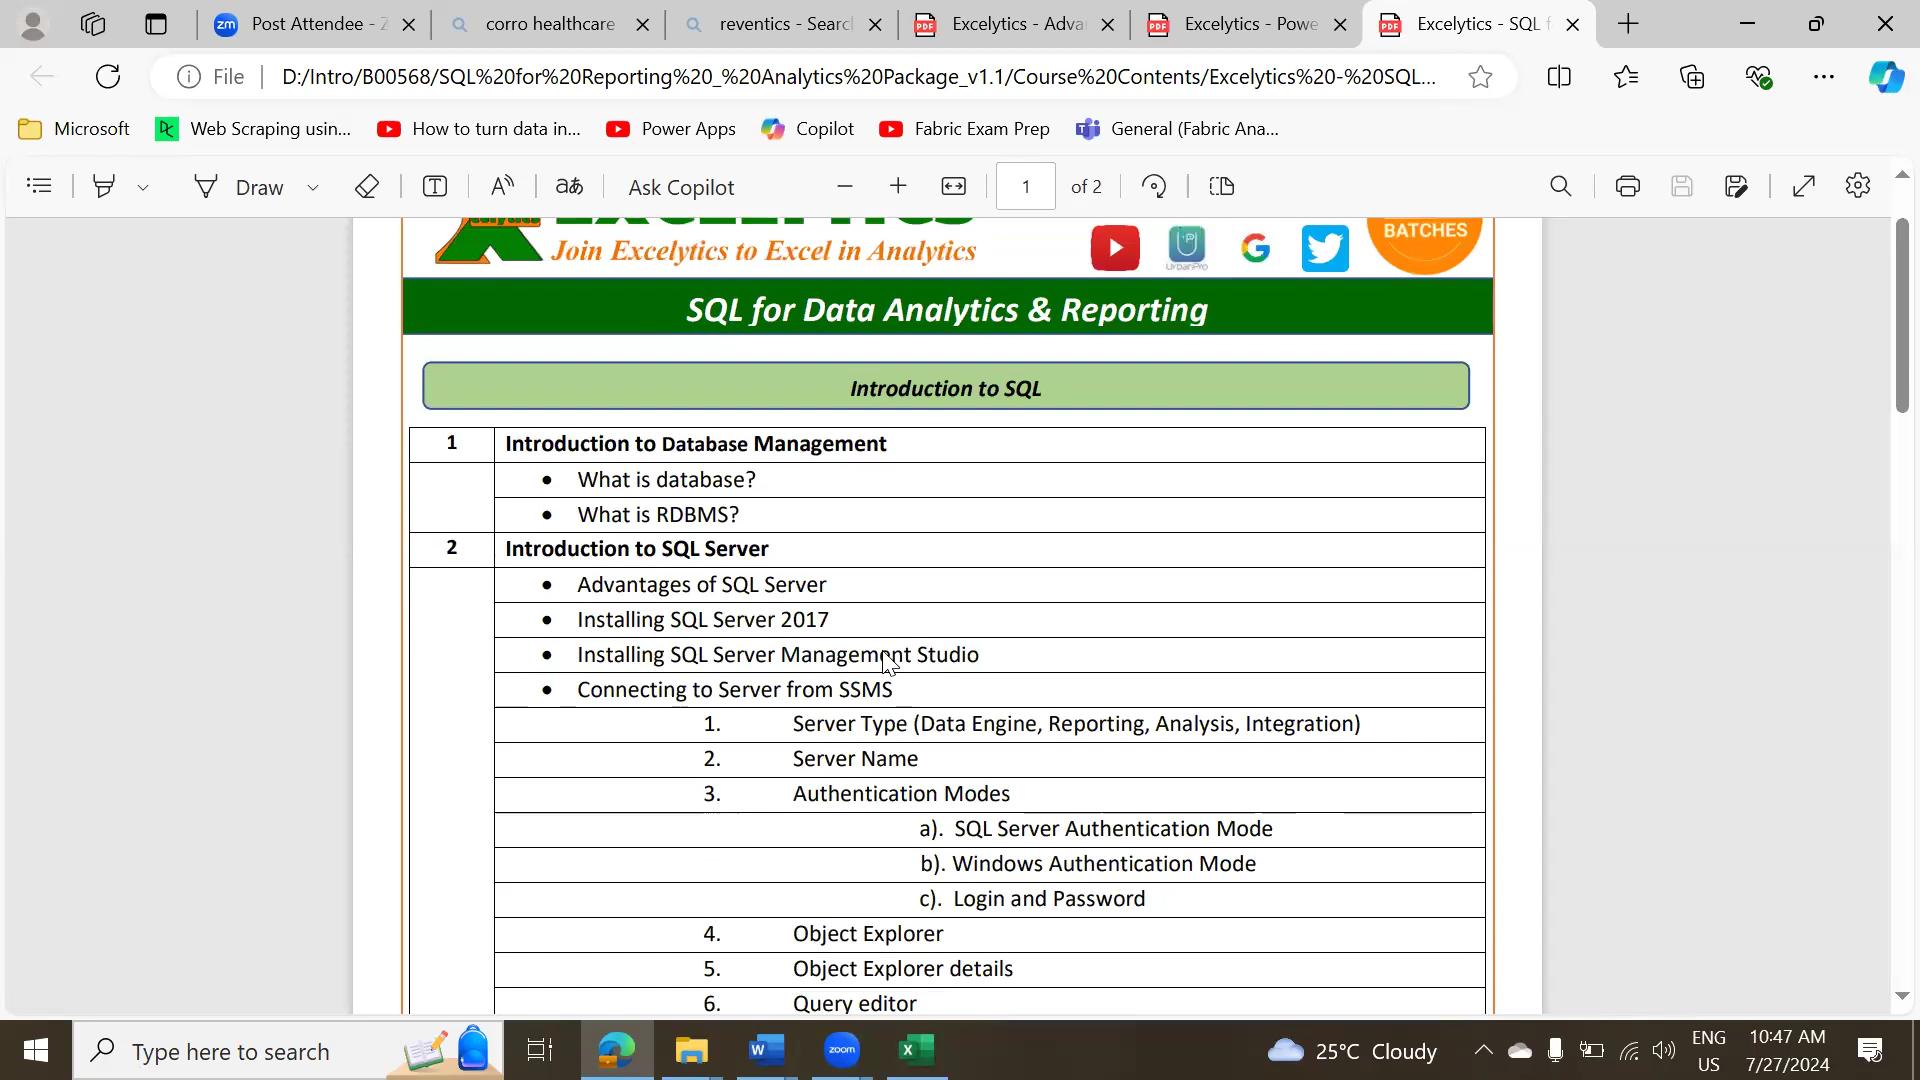 Post Attendee - Z
corro healthcare
reventics - Searc
Excelytics - Adva
Excelytics - Powe
Excelytics - SQL f
File
D:/Intro/B00568/SQL%20for%20Reporting%20_%20Analytics%20Package_v1.1/Course%20Contents/Excelytics%20-%20SQL...
Microsoft
Web Scraping usin...
How to turn data in...
Power Apps
Copilot
Fabric Exam Prep
General (Fabric Ana...
Draw
Ask Copilot
1 of 2
Join Excelytics to Excel in Analytics
UrbanPro
BATCHES
SQL for Data Analytics & Reporting
Introduction to SQL
1 Introduction to Database Management
• What is database?
• What is RDBMS?
2 Introduction to SQL Server
• Advantages of SQL Server
• Installing SQL Server 2017
• Installing SQL Server Management Studio
• Connecting to Server from SSMS
1. Server Type (Data Engine, Reporting, Analysis, Integration)
2. Server Name
3. Authentication Modes
a). SQL Server Authentication Mode
b). Windows Authentication Mode
c). Login and Password
4. Object Explorer
5. Object Explorer details
6. Query editor
Type here to search
25°C Cloudy
ENG
US
10:47 AM
7/27/2024